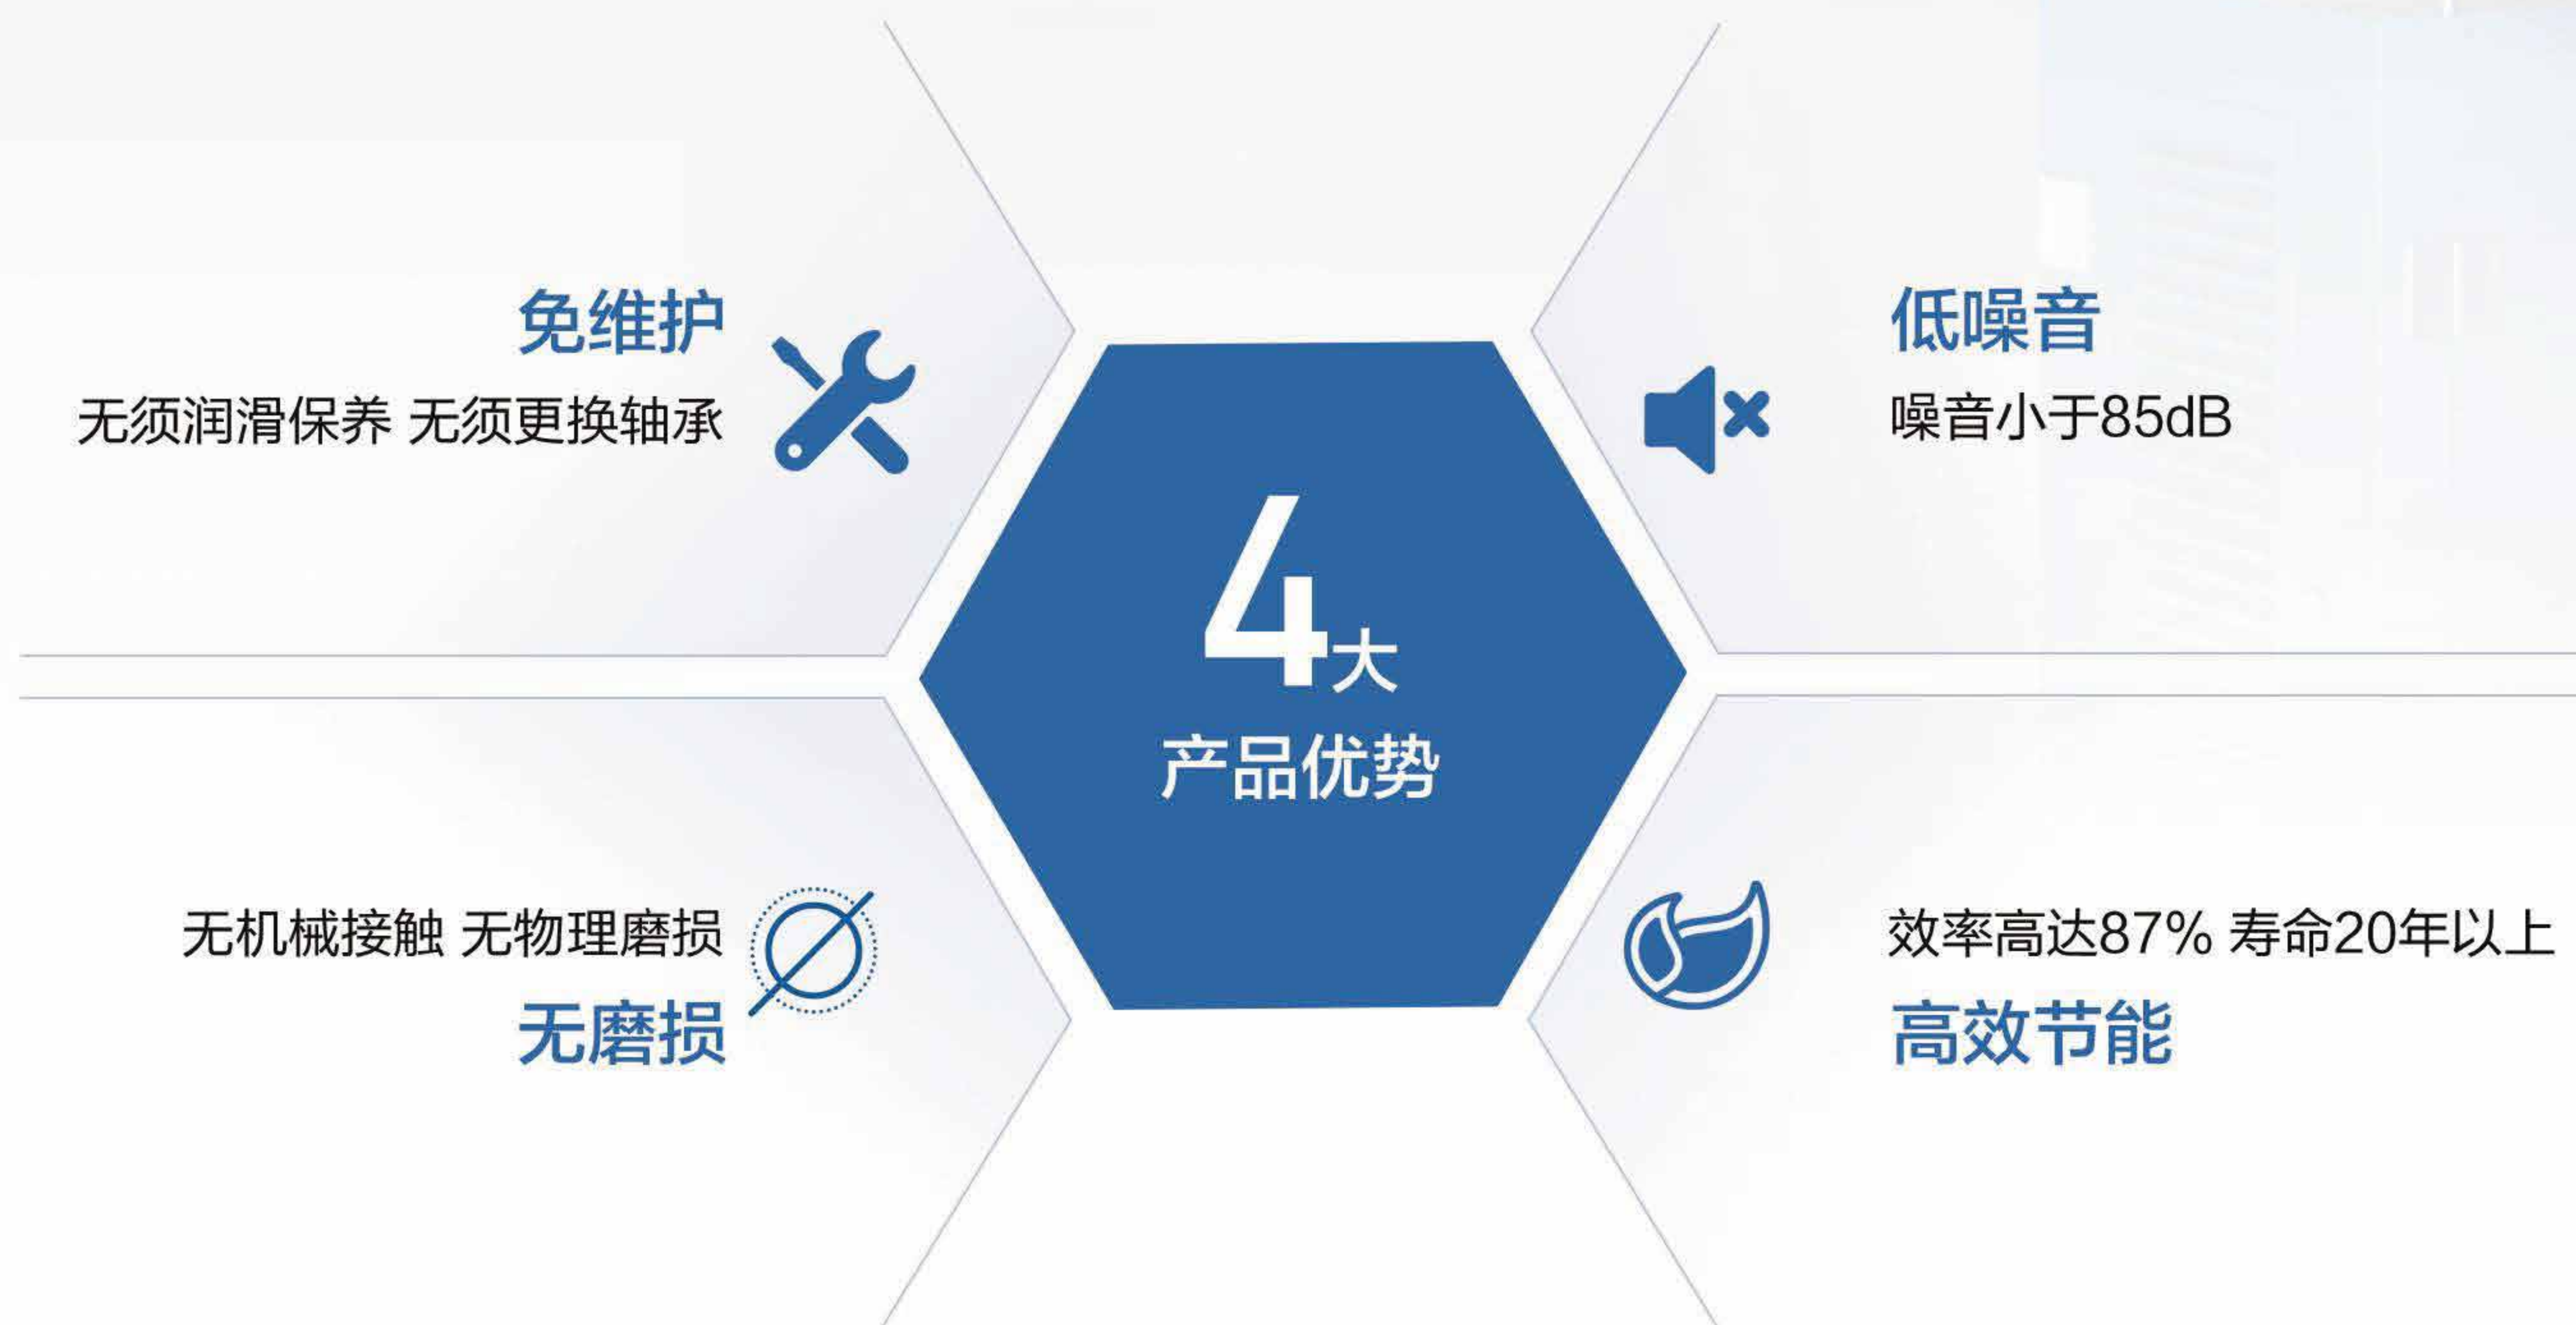 免维护
无须润滑保养 无须更换轴承
低噪音
噪音小于85dB
4大
产品优势
无机械接触 无物理磨损
无磨损
效率高达87% 寿命20年以上
高效节能